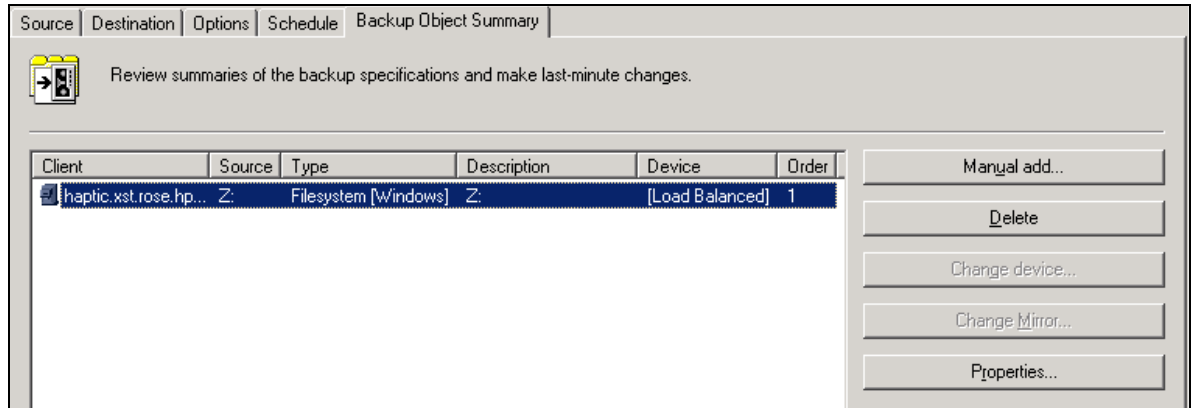 Source Destination Options Schedule Backup Object Summary
Review summaries of the backup specifications and make last-minute changes.
Client Source Type Description Device Order
haptic.xst.rose.hp... Z: Filesystem [Windows] Z: [Load Balanced] 1
Manual add...
Delete
Change device...
Change Mirror...
Properties...